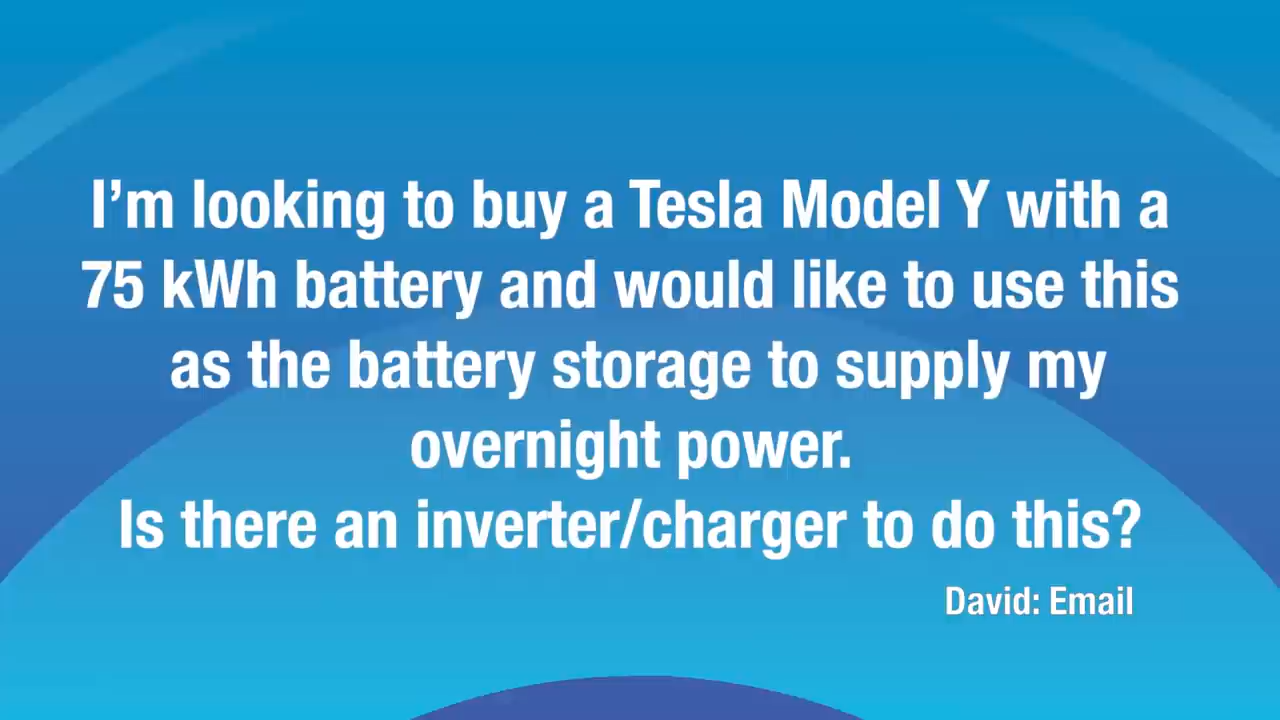 I’m looking to buy a Tesla Model Y with a
75 kWh battery and would like to use this
as the battery storage to supply my
overnight power.
Is there an inverter/charger to do this?
David: Email